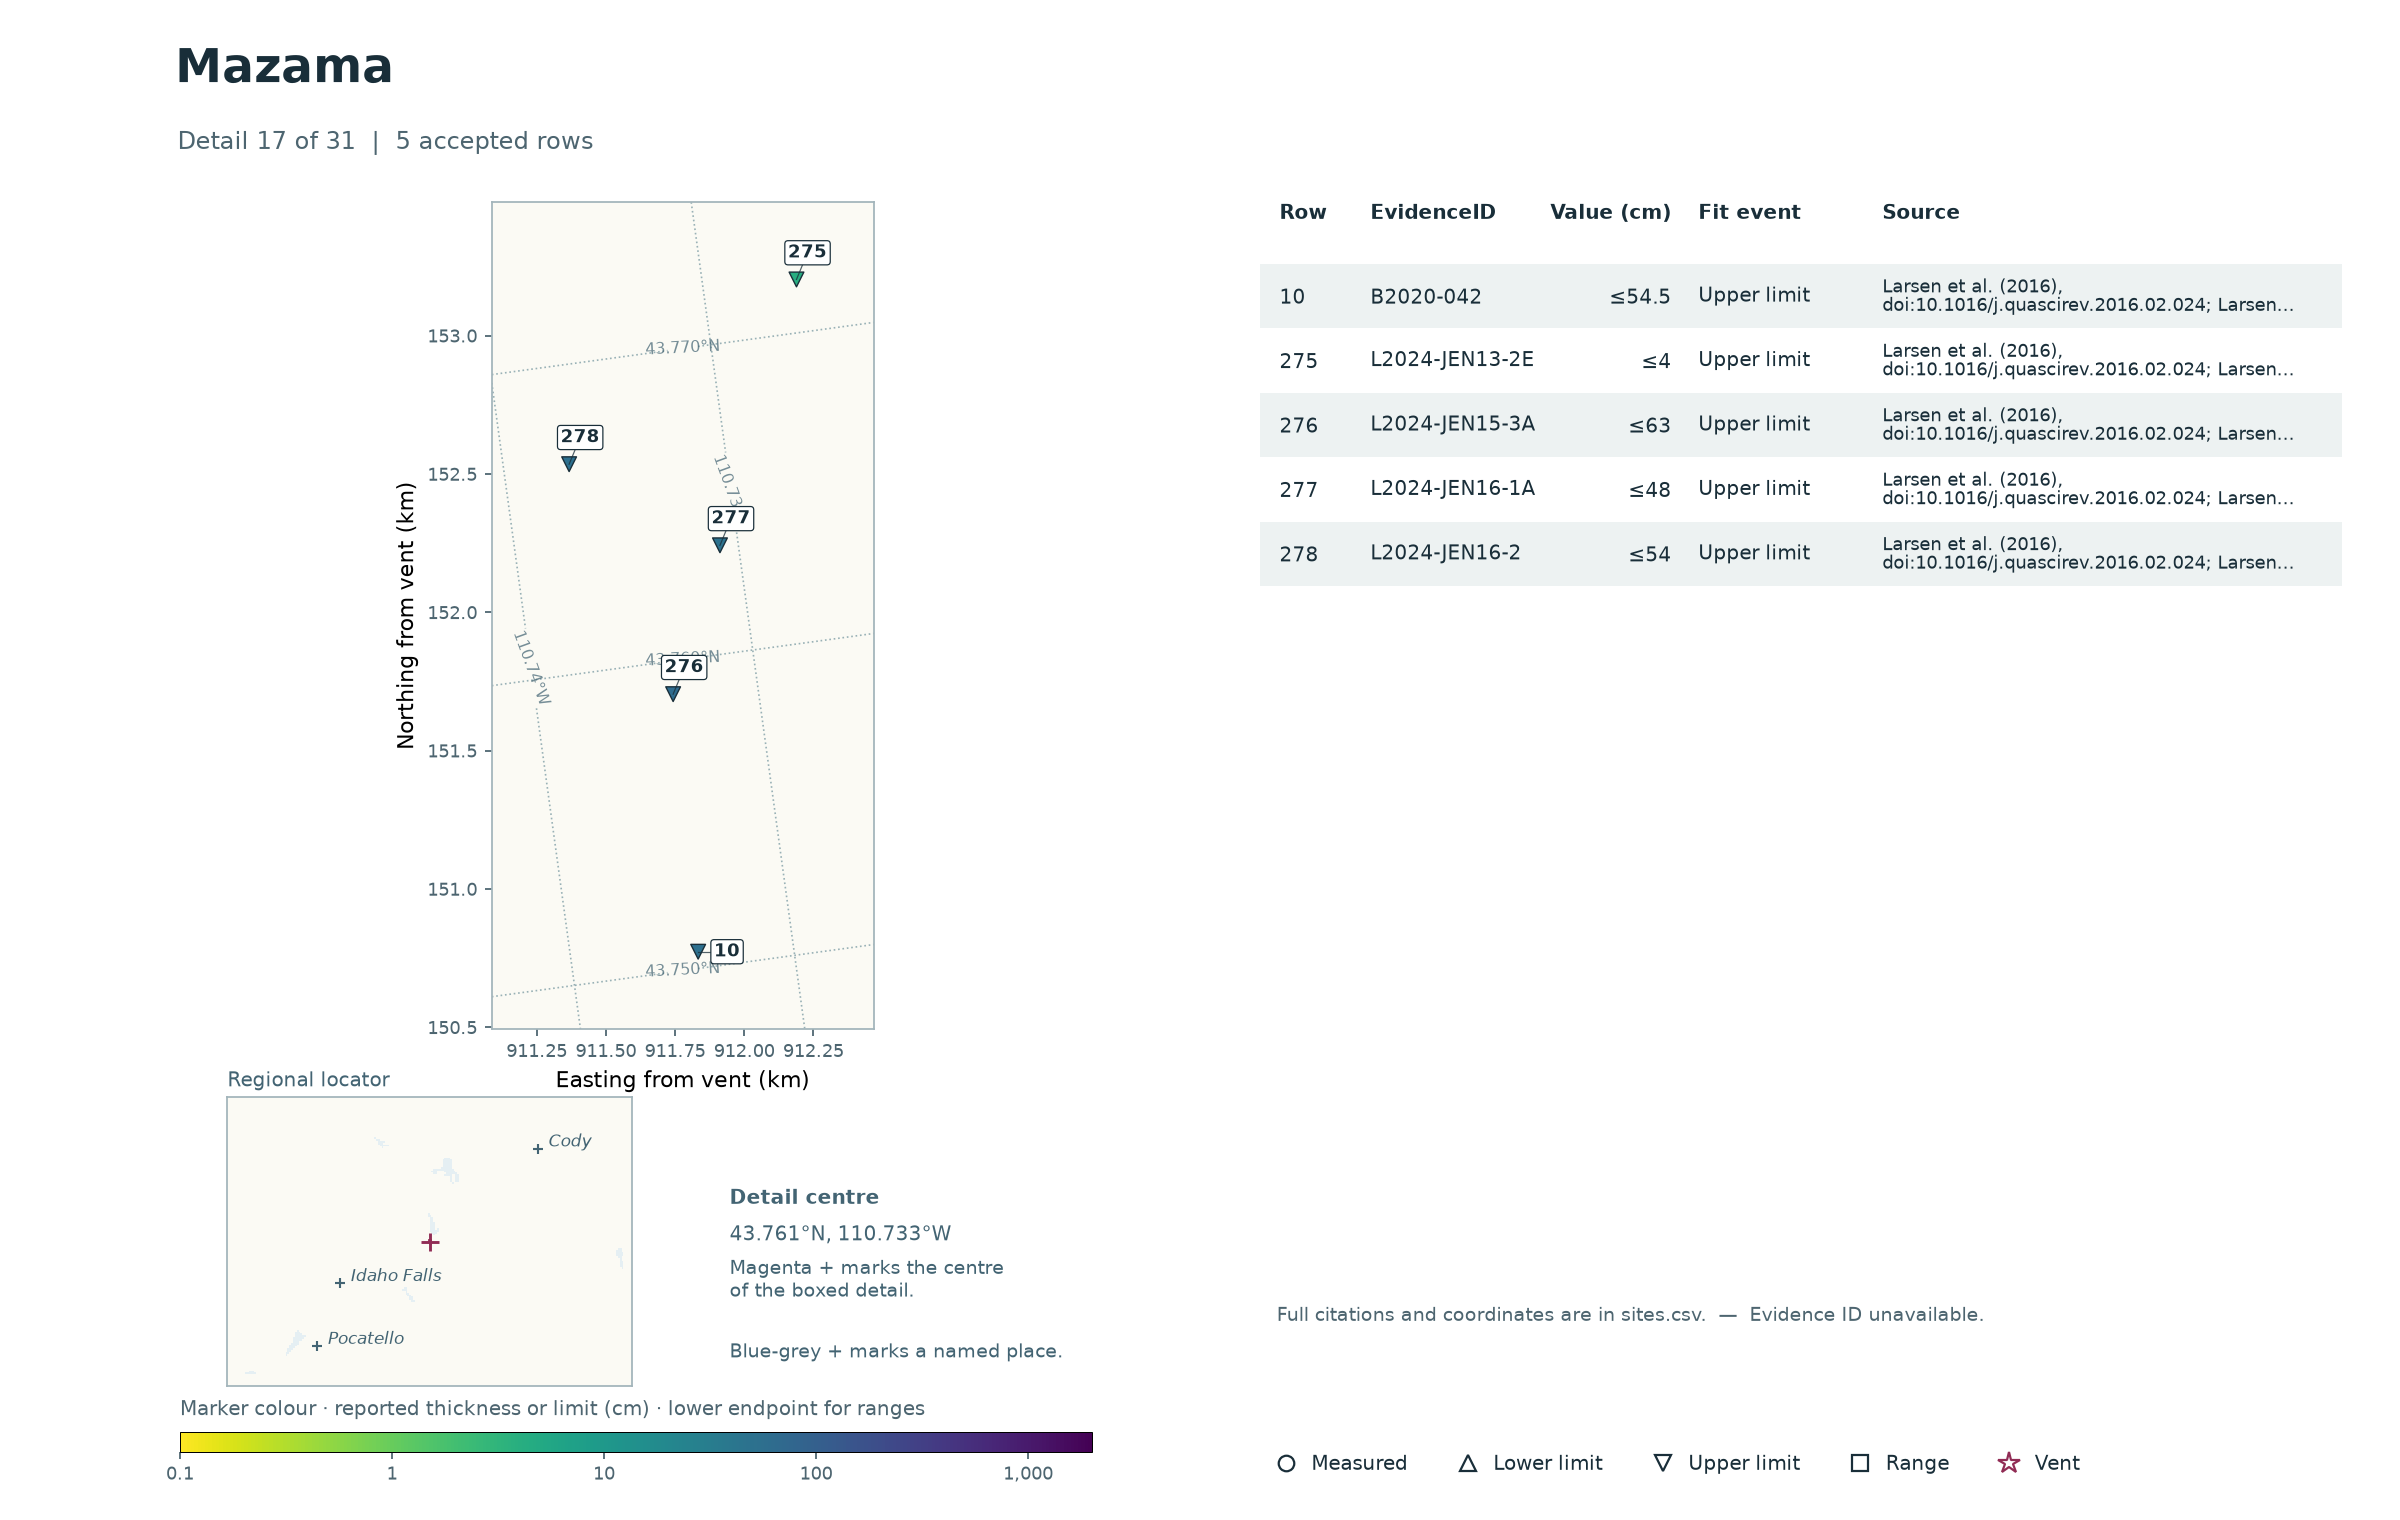 Mazama
Detail 17 of 31 | 5 accepted rows
275
153.0
43.770°N
278
152.5
110.73
277
Northing from vent (km)
152.0
110.74°W
276
151.5
151.0
10
43.750°N
150.5
911.25 911.50 911.75 912.00 912.25
Easting from vent (km)
Row EvidenceID Value (cm) Fit event Source
10 B2020-042 ≤54.5 Upper limit Larsen et al. (2016),
doi:10.1016/j.quascirev.2016.02.024; Larsen...
275 L2024-JEN13-2E ≤4 Upper limit Larsen et al. (2016),
doi:10.1016/j.quascirev.2016.02.024; Larsen...
276 L2024-JEN15-3A ≤63 Upper limit Larsen et al. (2016),
doi:10.1016/j.quascirev.2016.02.024; Larsen...
277 L2024-JEN16-1A ≤48 Upper limit Larsen et al. (2016),
doi:10.1016/j.quascirev.2016.02.024; Larsen...
278 L2024-JEN16-2 ≤54 Upper limit Larsen et al. (2016),
doi:10.1016/j.quascirev.2016.02.024; Larsen...
Regional locator
Cody
Idaho Falls
Pocatello
Detail centre
43.761°N, 110.733°W
Magenta + marks the centre
of the boxed detail.
Blue-grey + marks a named place.
Full citations and coordinates are in sites.csv. — Evidence ID unavailable.
Marker colour · reported thickness or limit (cm) · lower endpoint for ranges
0.1 1 10 100 1,000
Measured Lower limit Upper limit Range Vent